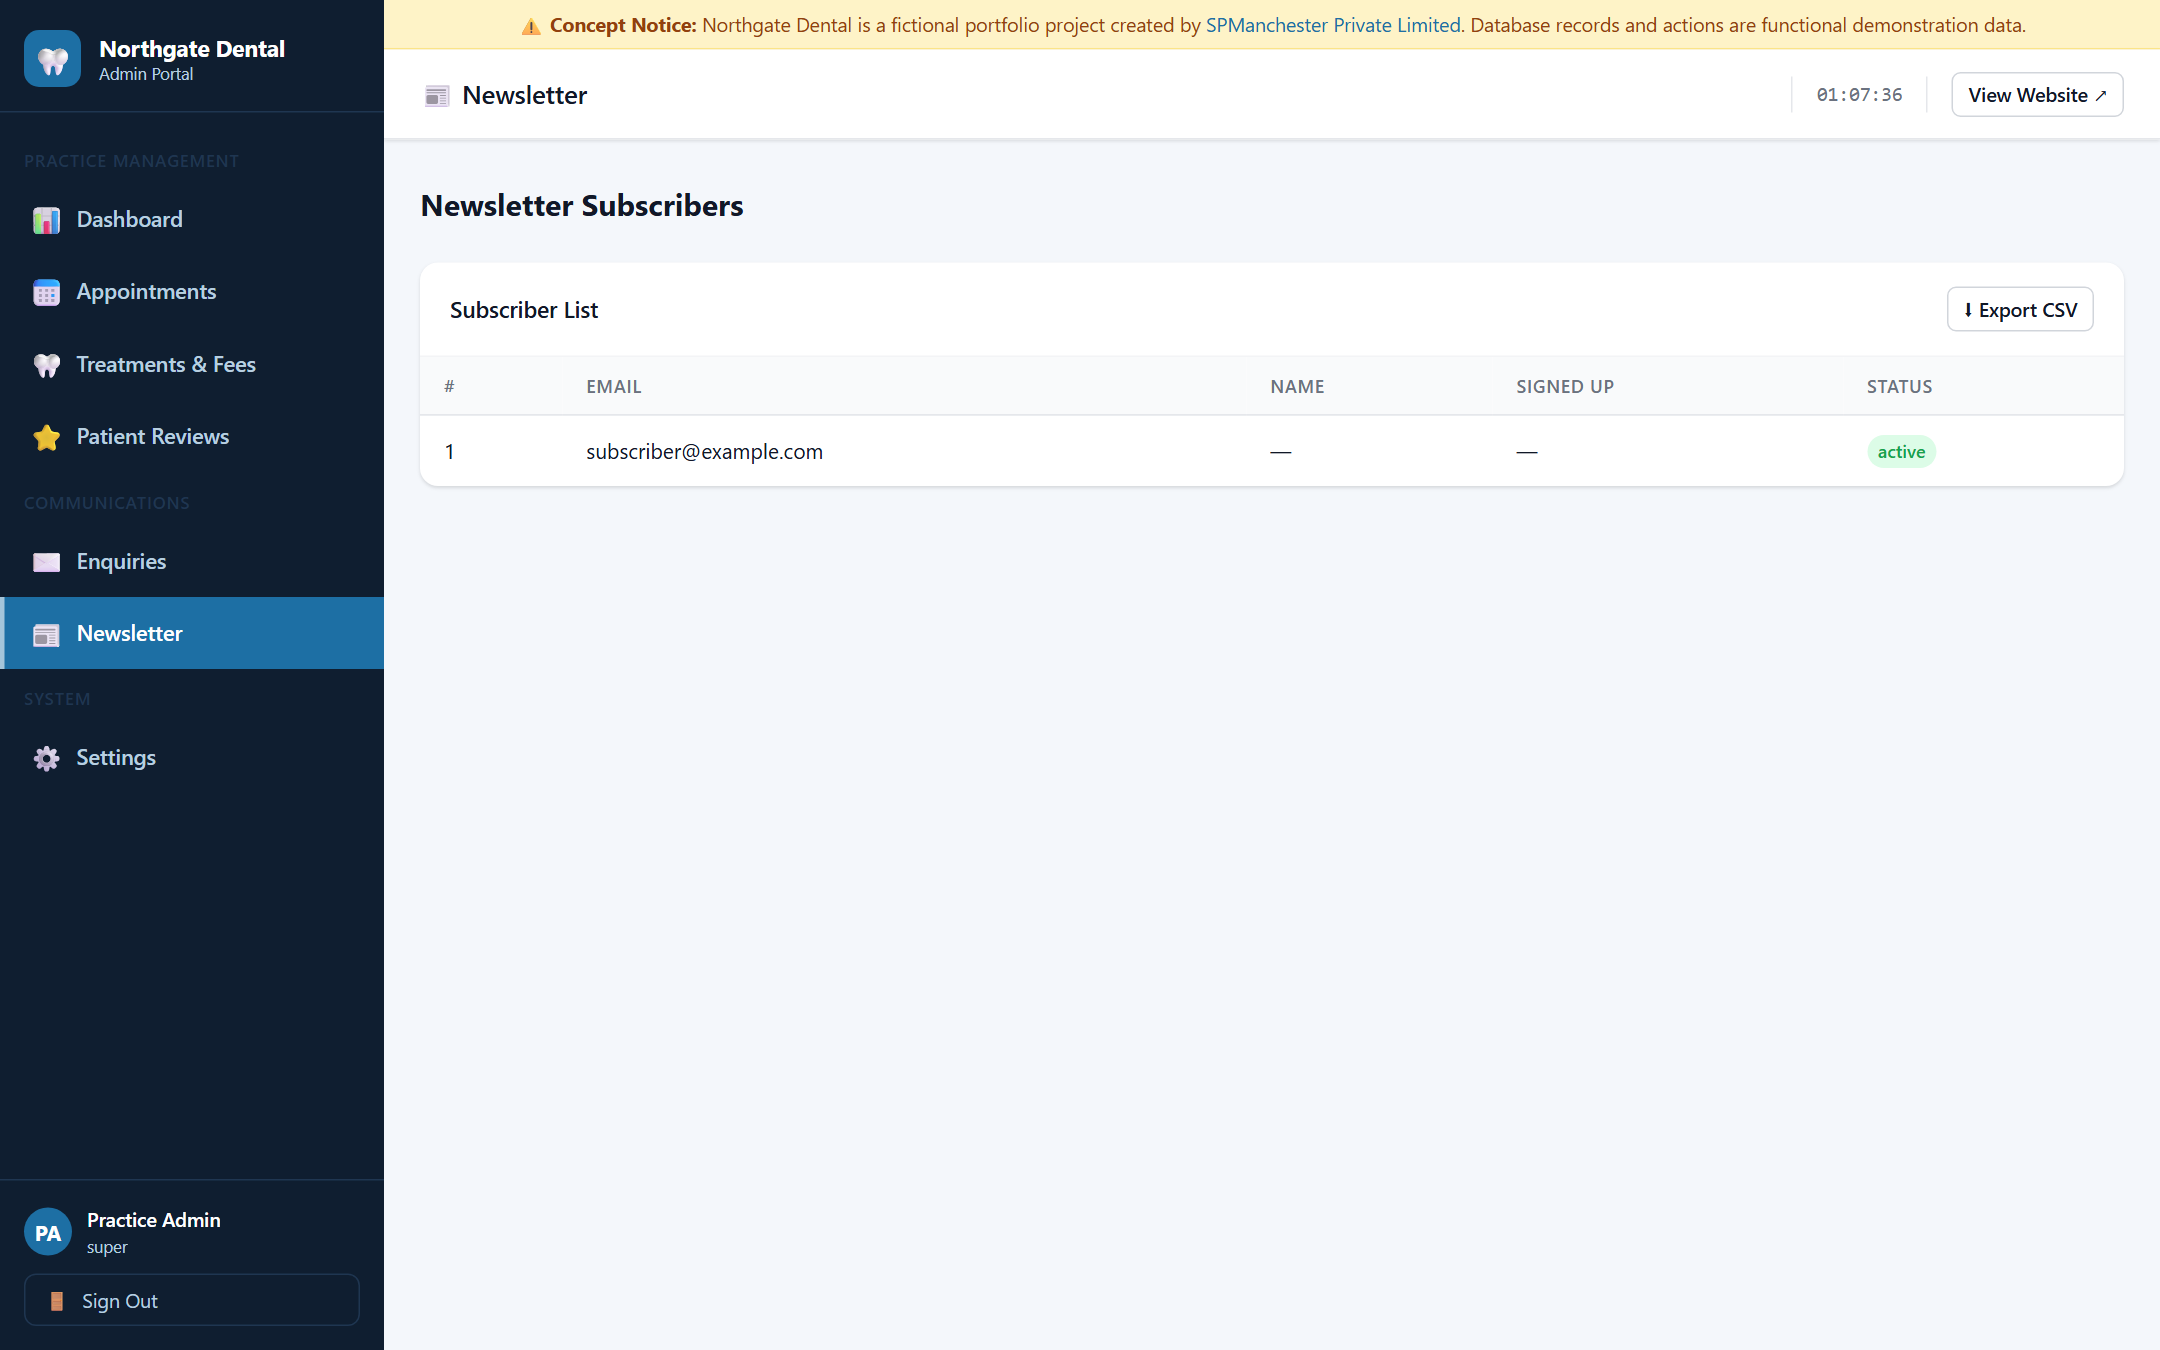 ⚠️ Concept Notice: Northgate Dental is a fictional portfolio project created by SPManchester Private Limited. Database records and actions are functional demonstration data.
Northgate Dental
Admin Portal
PRACTICE MANAGEMENT
Dashboard
Appointments
Treatments & Fees
Patient Reviews
COMMUNICATIONS
Enquiries
Newsletter
SYSTEM
Settings
PA
Practice Admin
super
Sign Out
Newsletter
01:07:36
View Website ↗
Newsletter Subscribers
Subscriber List
⬇ Export CSV
# EMAIL NAME SIGNED UP STATUS
1 subscriber@example.com — — active